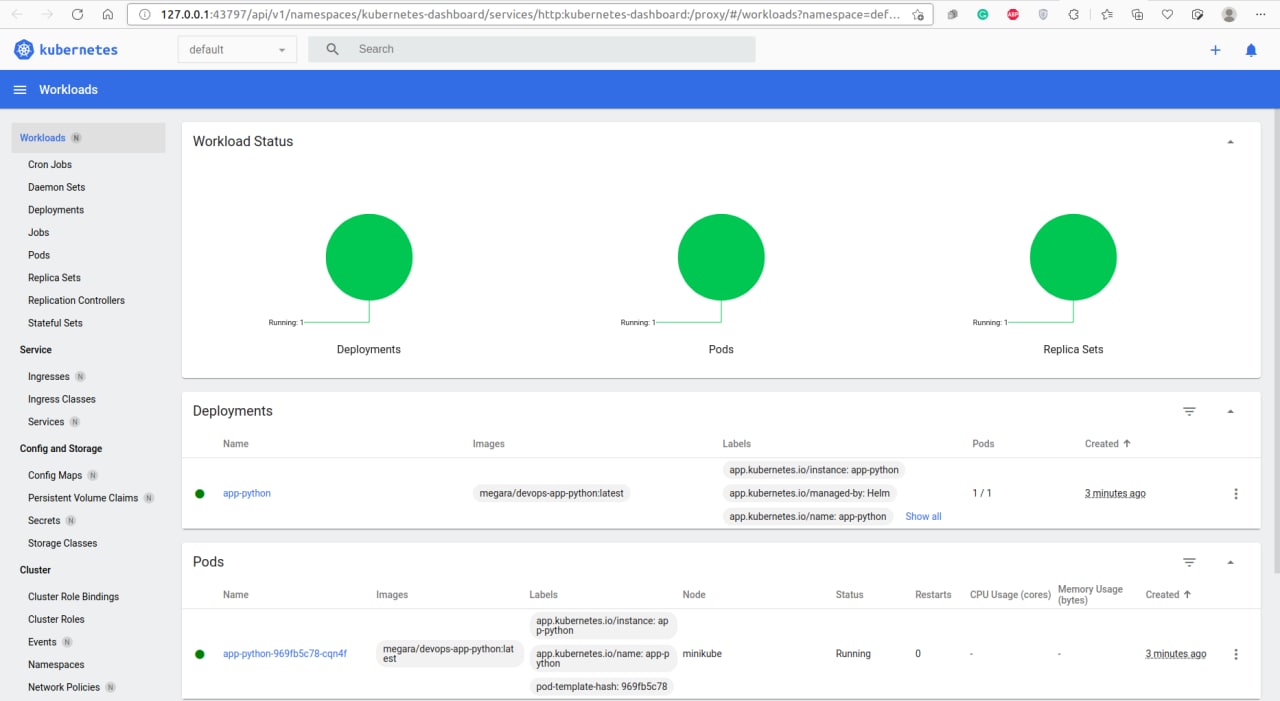 127.0.0.1:43797/api/v1/namespaces/kubernetes-dashboard/services/http:kubernetes-dashboard:/proxy/#/workloads?namespace=def...
ABP
kubernetes
default
Search
Workloads
Workloads N
Cron Jobs
Daemon Sets
Deployments
Jobs
Pods
Replica Sets
Replication Controllers
Stateful Sets
Service
Ingresses N
Ingress Classes
Services N
Config and Storage
Config Maps N
Persistent Volume Claims N
Secrets N
Storage Classes
Cluster
Cluster Role Bindings
Cluster Roles
Events N
Namespaces
Network Policies N
Workload Status
Running: 1
Deployments
Running: 1
Pods
Running: 1
Replica Sets
Deployments
Name Images Labels Pods Created
app-python megara/devops-app-python:latest
app.kubernetes.io/instance: app-python
app.kubernetes.io/managed-by: Helm
app.kubernetes.io/name: app-python Show all
1 / 1 3 minutes ago
Pods
Name Images Labels Node Status Restarts CPU Usage (cores) Memory Usage
(bytes) Created
app-python-969fb5c78-cqn4f
megara/devops-app-python:lat
est
app.kubernetes.io/instance: ap
p-python
app.kubernetes.io/name: app-p
ython
pod-template-hash: 969fb5c78
minikube Running 0 - - 3 minutes ago